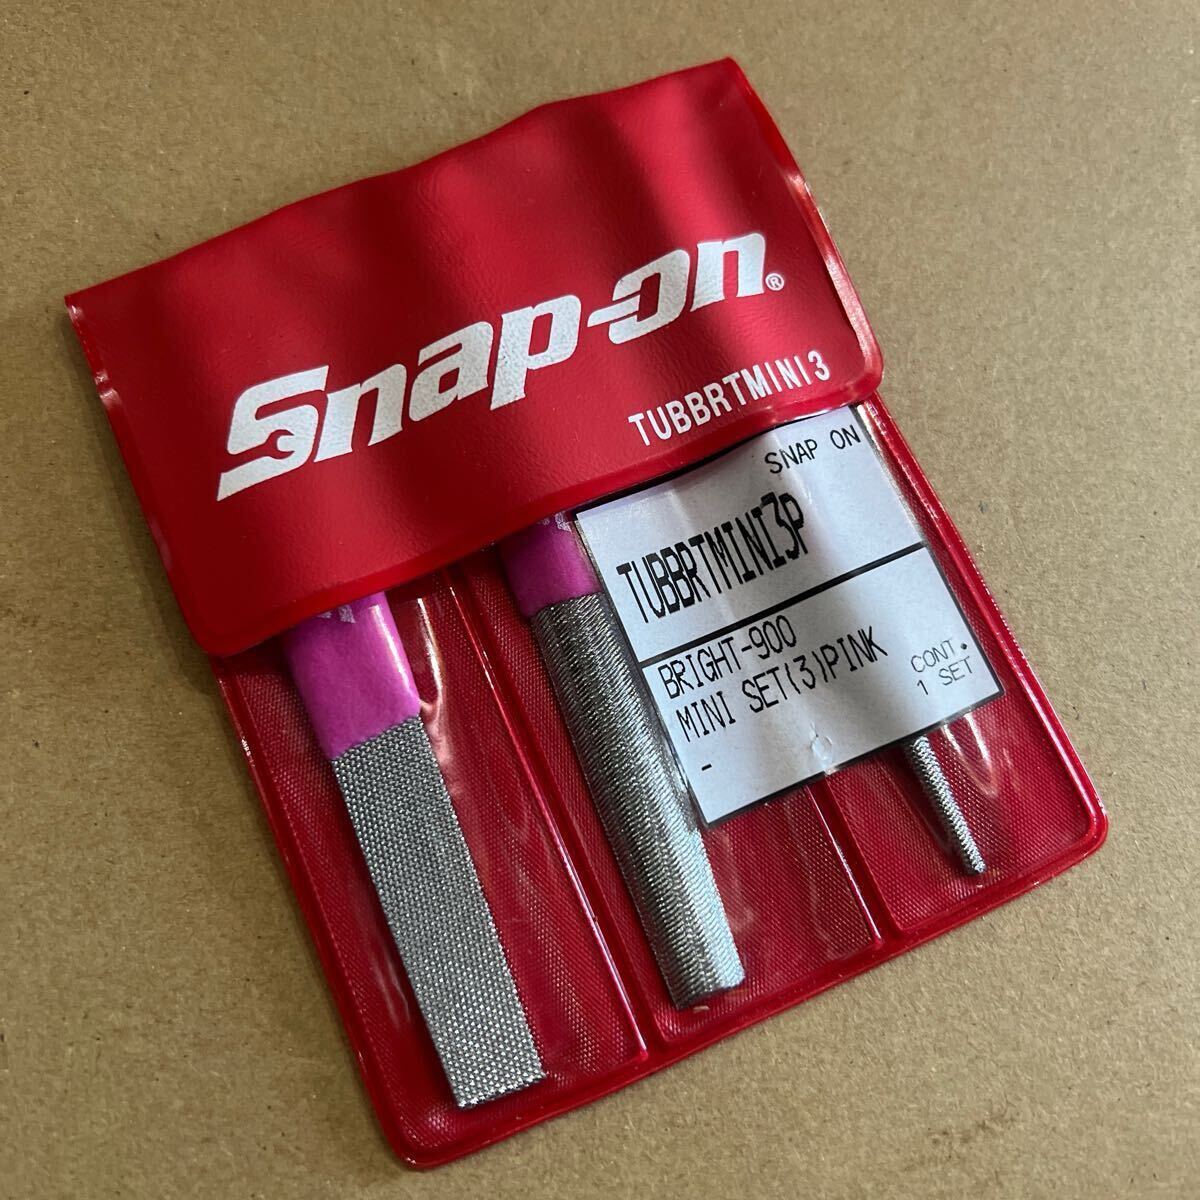 Snap-on®
TUBBRTMINI3
SNAP ON
TUBBRTMINI3P
BRIGHT-900
MINI SET(3)PINK
CONT.
1 SET
-